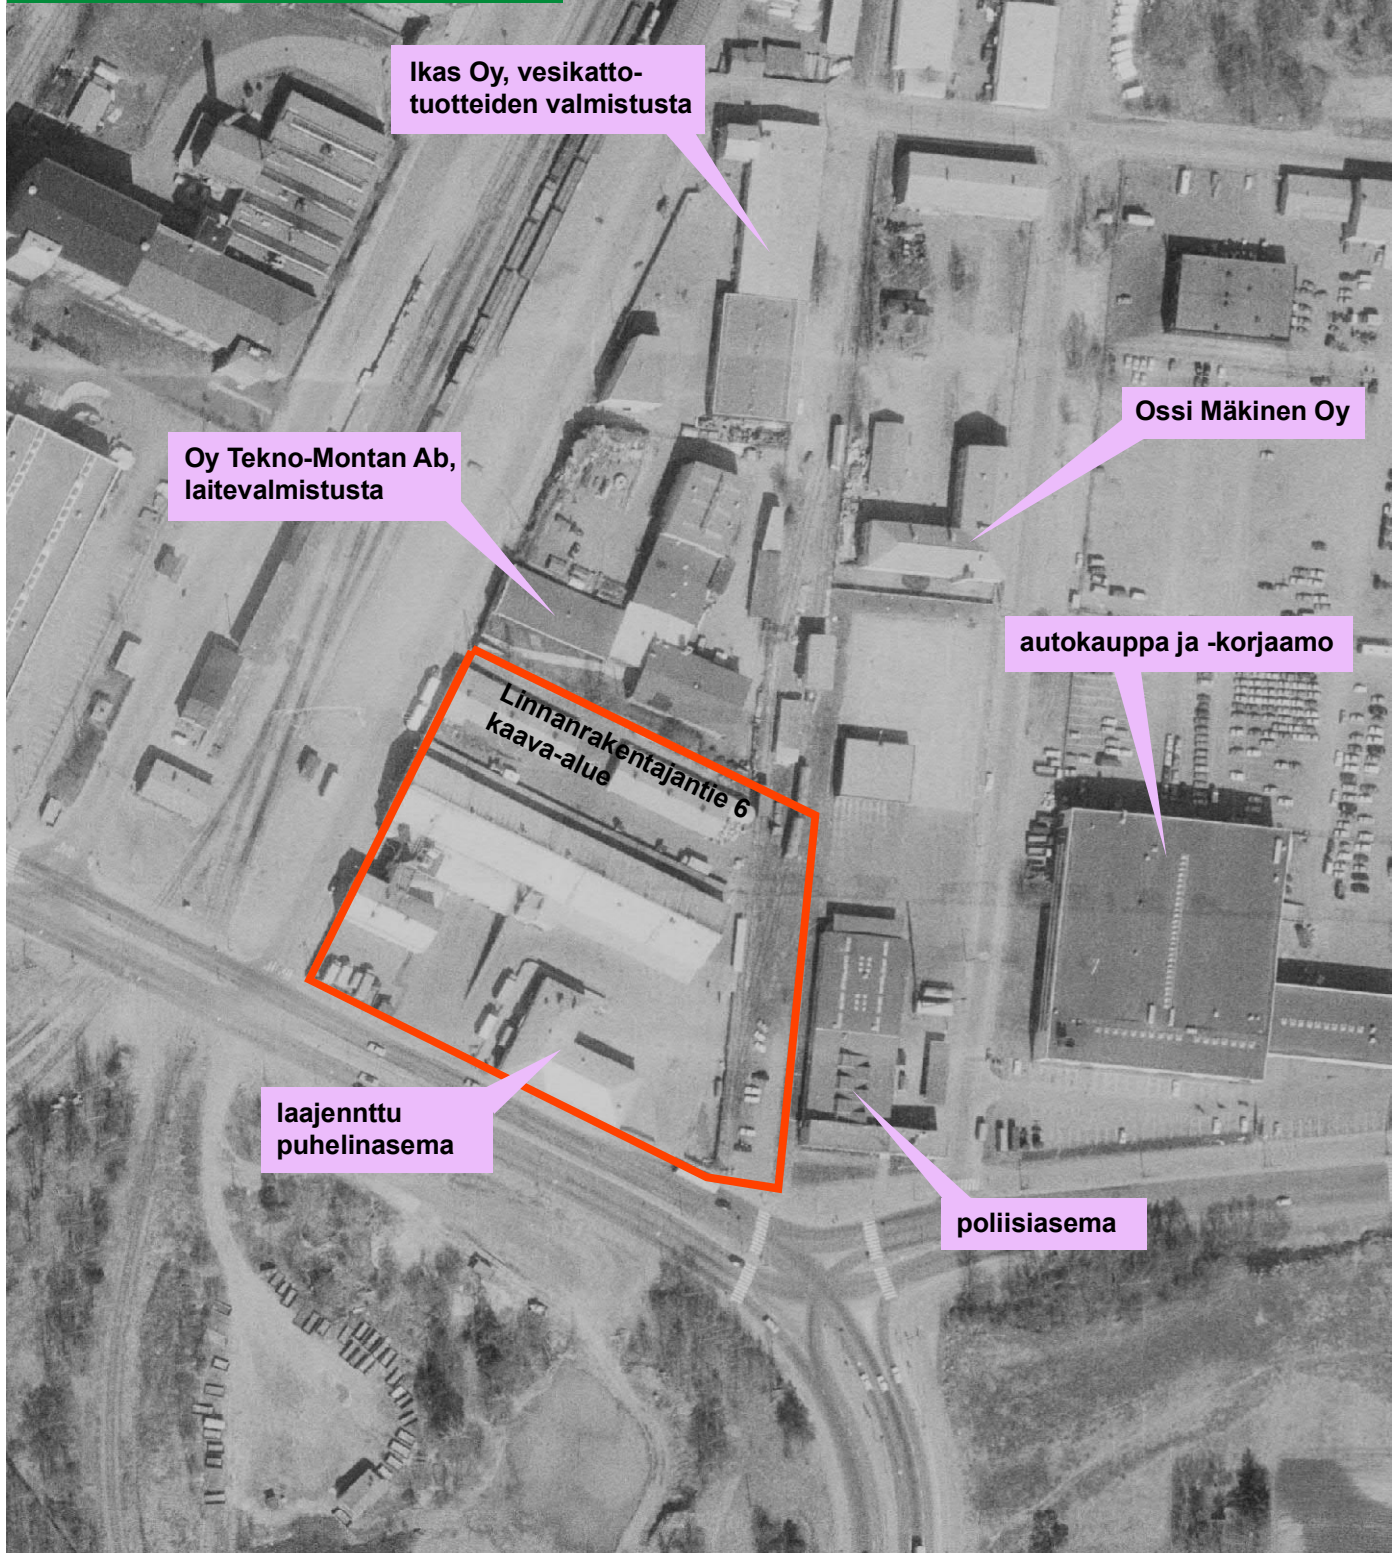 Ikas Oy, vesikatto-
tuotteiden valmistusta
Ossi Mäkinen Oy
Oy Tekno-Montan Ab,
laitevalmistusta
autokauppa ja -korjaamo
Linnanrakentajantie 6
kaava-alue
laajennttu
puhelinasema
poliisiasema